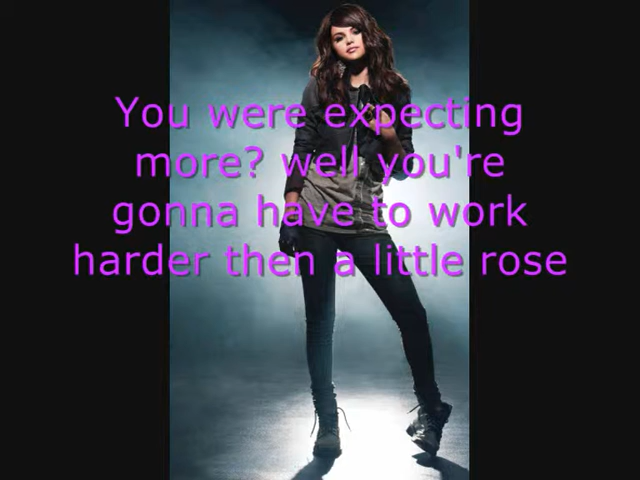 You were expecting
more? well you're
gonna have to work
harder then a little rose